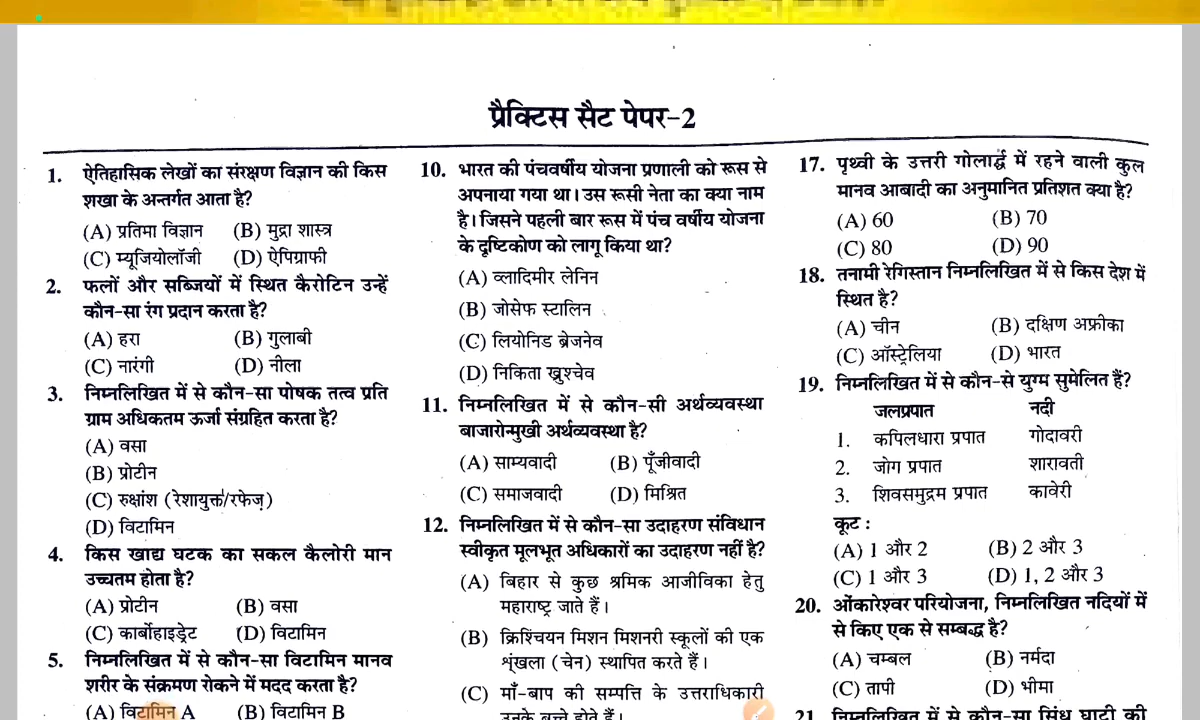 प्रैक्टिस सैट पेपर-2
1. ऐतिहासिक लेखों का संरक्षण विज्ञान की किस
शखा के अन्तर्गत आता है?
(A) प्रतिमा विज्ञान (B) मुद्रा शास्त्र
(C) म्यूजियोलॉजी (D) ऐपिग्राफी
2. फलों और सब्जियों में स्थित कैरोटिन उन्हें
कौन-सा रंग प्रदान करता है?
(A) हरा (B) गुलाबी
(C) नारंगी (D) नीला
3. निम्नलिखित में से कौन-सा पोषक तत्व प्रति
ग्राम अधिकतम ऊर्जा संग्रहित करता है?
(A) वसा
(B) प्रोटीन
(C) रुक्षांश (रेशायुक्त/रफेज़)
(D) विटामिन
4. किस खाद्य घटक का सकल कैलोरी मान
उच्चतम होता है?
(A) प्रोटीन (B) वसा
(C) कार्बोहाइड्रेट (D) विटामिन
5. निम्नलिखित में से कौन-सा विटामिन मानव
शरीर के संक्रमण रोकने में मदद करता है?
(A) विटामिन A (B) विटामिन B
10. भारत की पंचवर्षीय योजना प्रणाली को रूस से
अपनाया गया था। उस रूसी नेता का क्या नाम
है। जिसने पहली बार रूस में पंच वर्षीय योजना
के दृष्टिकोण को लागू किया था?
(A) व्लादिमीर लेनिन
(B) जोसेफ स्टालिन
(C) लियोनिड ब्रेजनेव
(D) निकिता ख्रुश्चेव
11. निम्नलिखित में से कौन-सी अर्थव्यवस्था
बाजारोन्मुखी अर्थव्यवस्था है?
(A) साम्यवादी (B) पूँजीवादी
(C) समाजवादी (D) मिश्रित
12. निम्नलिखित में से कौन-सा उदाहरण संविधान
स्वीकृत मूलभूत अधिकारों का उदाहरण नहीं है?
(A) बिहार से कुछ श्रमिक आजीविका हेतु
महाराष्ट्र जाते हैं।
(B) क्रिश्चियन मिशन मिशनरी स्कूलों की एक
शृंखला (चेन) स्थापित करते हैं।
(C) माँ-बाप की सम्पत्ति के उत्तराधिकारी
उनके बच्चे होते हैं।
17. पृथ्वी के उत्तरी गोलार्द्ध में रहने वाली कुल
मानव आबादी का अनुमानित प्रतिशत क्या है?
(A) 60 (B) 70
(C) 80 (D) 90
18. तनामी रेगिस्तान निम्नलिखित में से किस देश में
स्थित है?
(A) चीन (B) दक्षिण अफ्रीका
(C) ऑस्ट्रेलिया (D) भारत
19. निम्नलिखित में से कौन-से युग्म सुमेलित हैं?
जलप्रपात नदी
1. कपिलधारा प्रपात गोदावरी
2. जोग प्रपात शारावती
3. शिवसमुद्रम प्रपात कावेरी
कूट :
(A) 1 और 2 (B) 2 और 3
(C) 1 और 3 (D) 1, 2 और 3
20. ओंकारेश्वर परियोजना, निम्नलिखित नदियों में
से किए एक से सम्बद्ध है?
(A) चम्बल (B) नर्मदा
(C) तापी (D) भीमा
21. निम्नलिखित में से कौन-सा सिंधु घाटी की